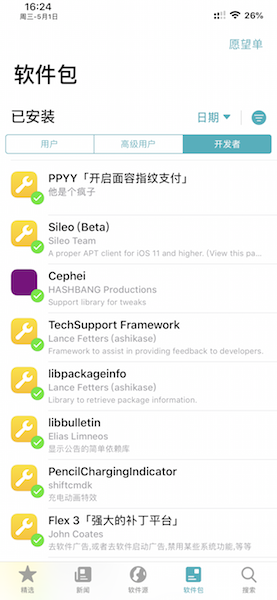 16:24
周三-5月1日
26%
愿望单
软件包
已安装
日期
用户
高级用户
开发者
PPYY「开启面容指纹支付」
他是个疯子
Sileo (Beta)
Sileo Team
A proper APT client for iOS 11 and higher. (View this pa...
Cephei
HASHBANG Productions
Support library for tweaks
TechSupport Framework
Lance Fetters (ashikase)
Framework to assist in providing feedback to developers.
libpackageinfo
Lance Fetters (ashikase)
Library to retrieve package information.
libbulletin
Elias Limneos
显示公告的简单依赖库
PencilChargingIndicator
shiftcmdk
充电动画特效
Flex 3「强大的补丁平台」
John Coates
去软件广告,或者去软件启动广告,禁用某些系统功能,等等
精选
新闻
软件源
软件包
搜索